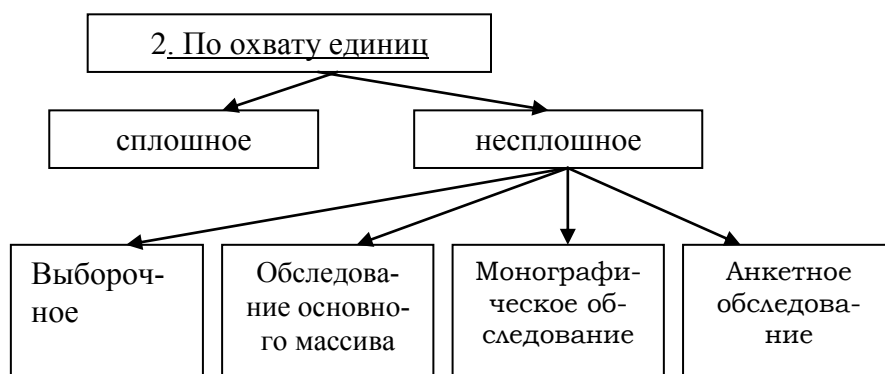 2. По охвату единиц
сплошное
несплошное
Выбороч-
ное
Обследова-
ние основно-
го массива
Монографи-
ческое об-
следование
Анкетное
обследова-
ние